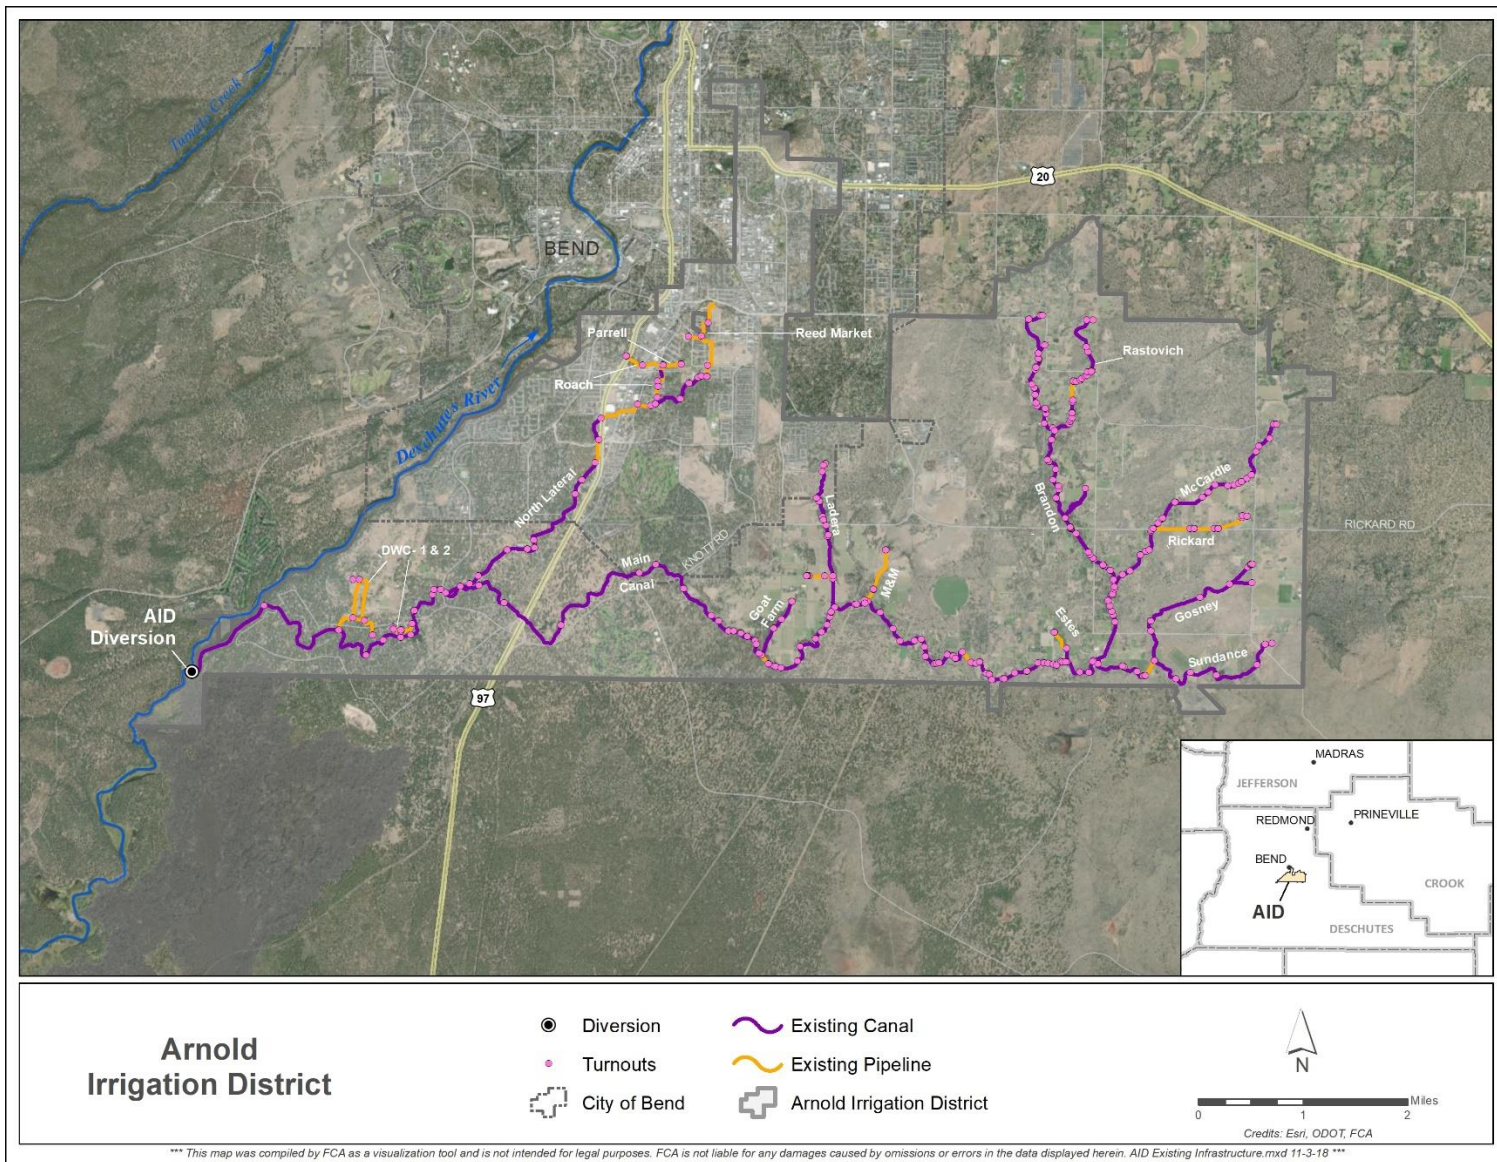 Tumalo Creek
20
BEND
Parrell
Reed Market
Rastovich
Roach
Deschutes River
McCardle
North Lateral
Ladera
Brandon
RICKARD RD
Rickard
DWC- 1 & 2
Main
Canal
KNOTT RD
M&M
Goat
Farm
Gosney
Estes
AID
Diversion
Sundance
97
MADRAS
JEFFERSON
REDMOND
PRINEVILLE
BEND
CROOK
AID
DESCHUTES
Arnold
Irrigation District
Diversion
Turnouts
City of Bend
Existing Canal
Existing Pipeline
Arnold Irrigation District
N
Miles
0 1 2
Credits: Esri, ODOT, FCA
*** This map was compiled by FCA as a visualization tool and is not intended for legal purposes. FCA is not liable for any damages caused by omissions or errors in the data displayed herein. AID Existing Infrastructure.mxd 11-3-18 ***